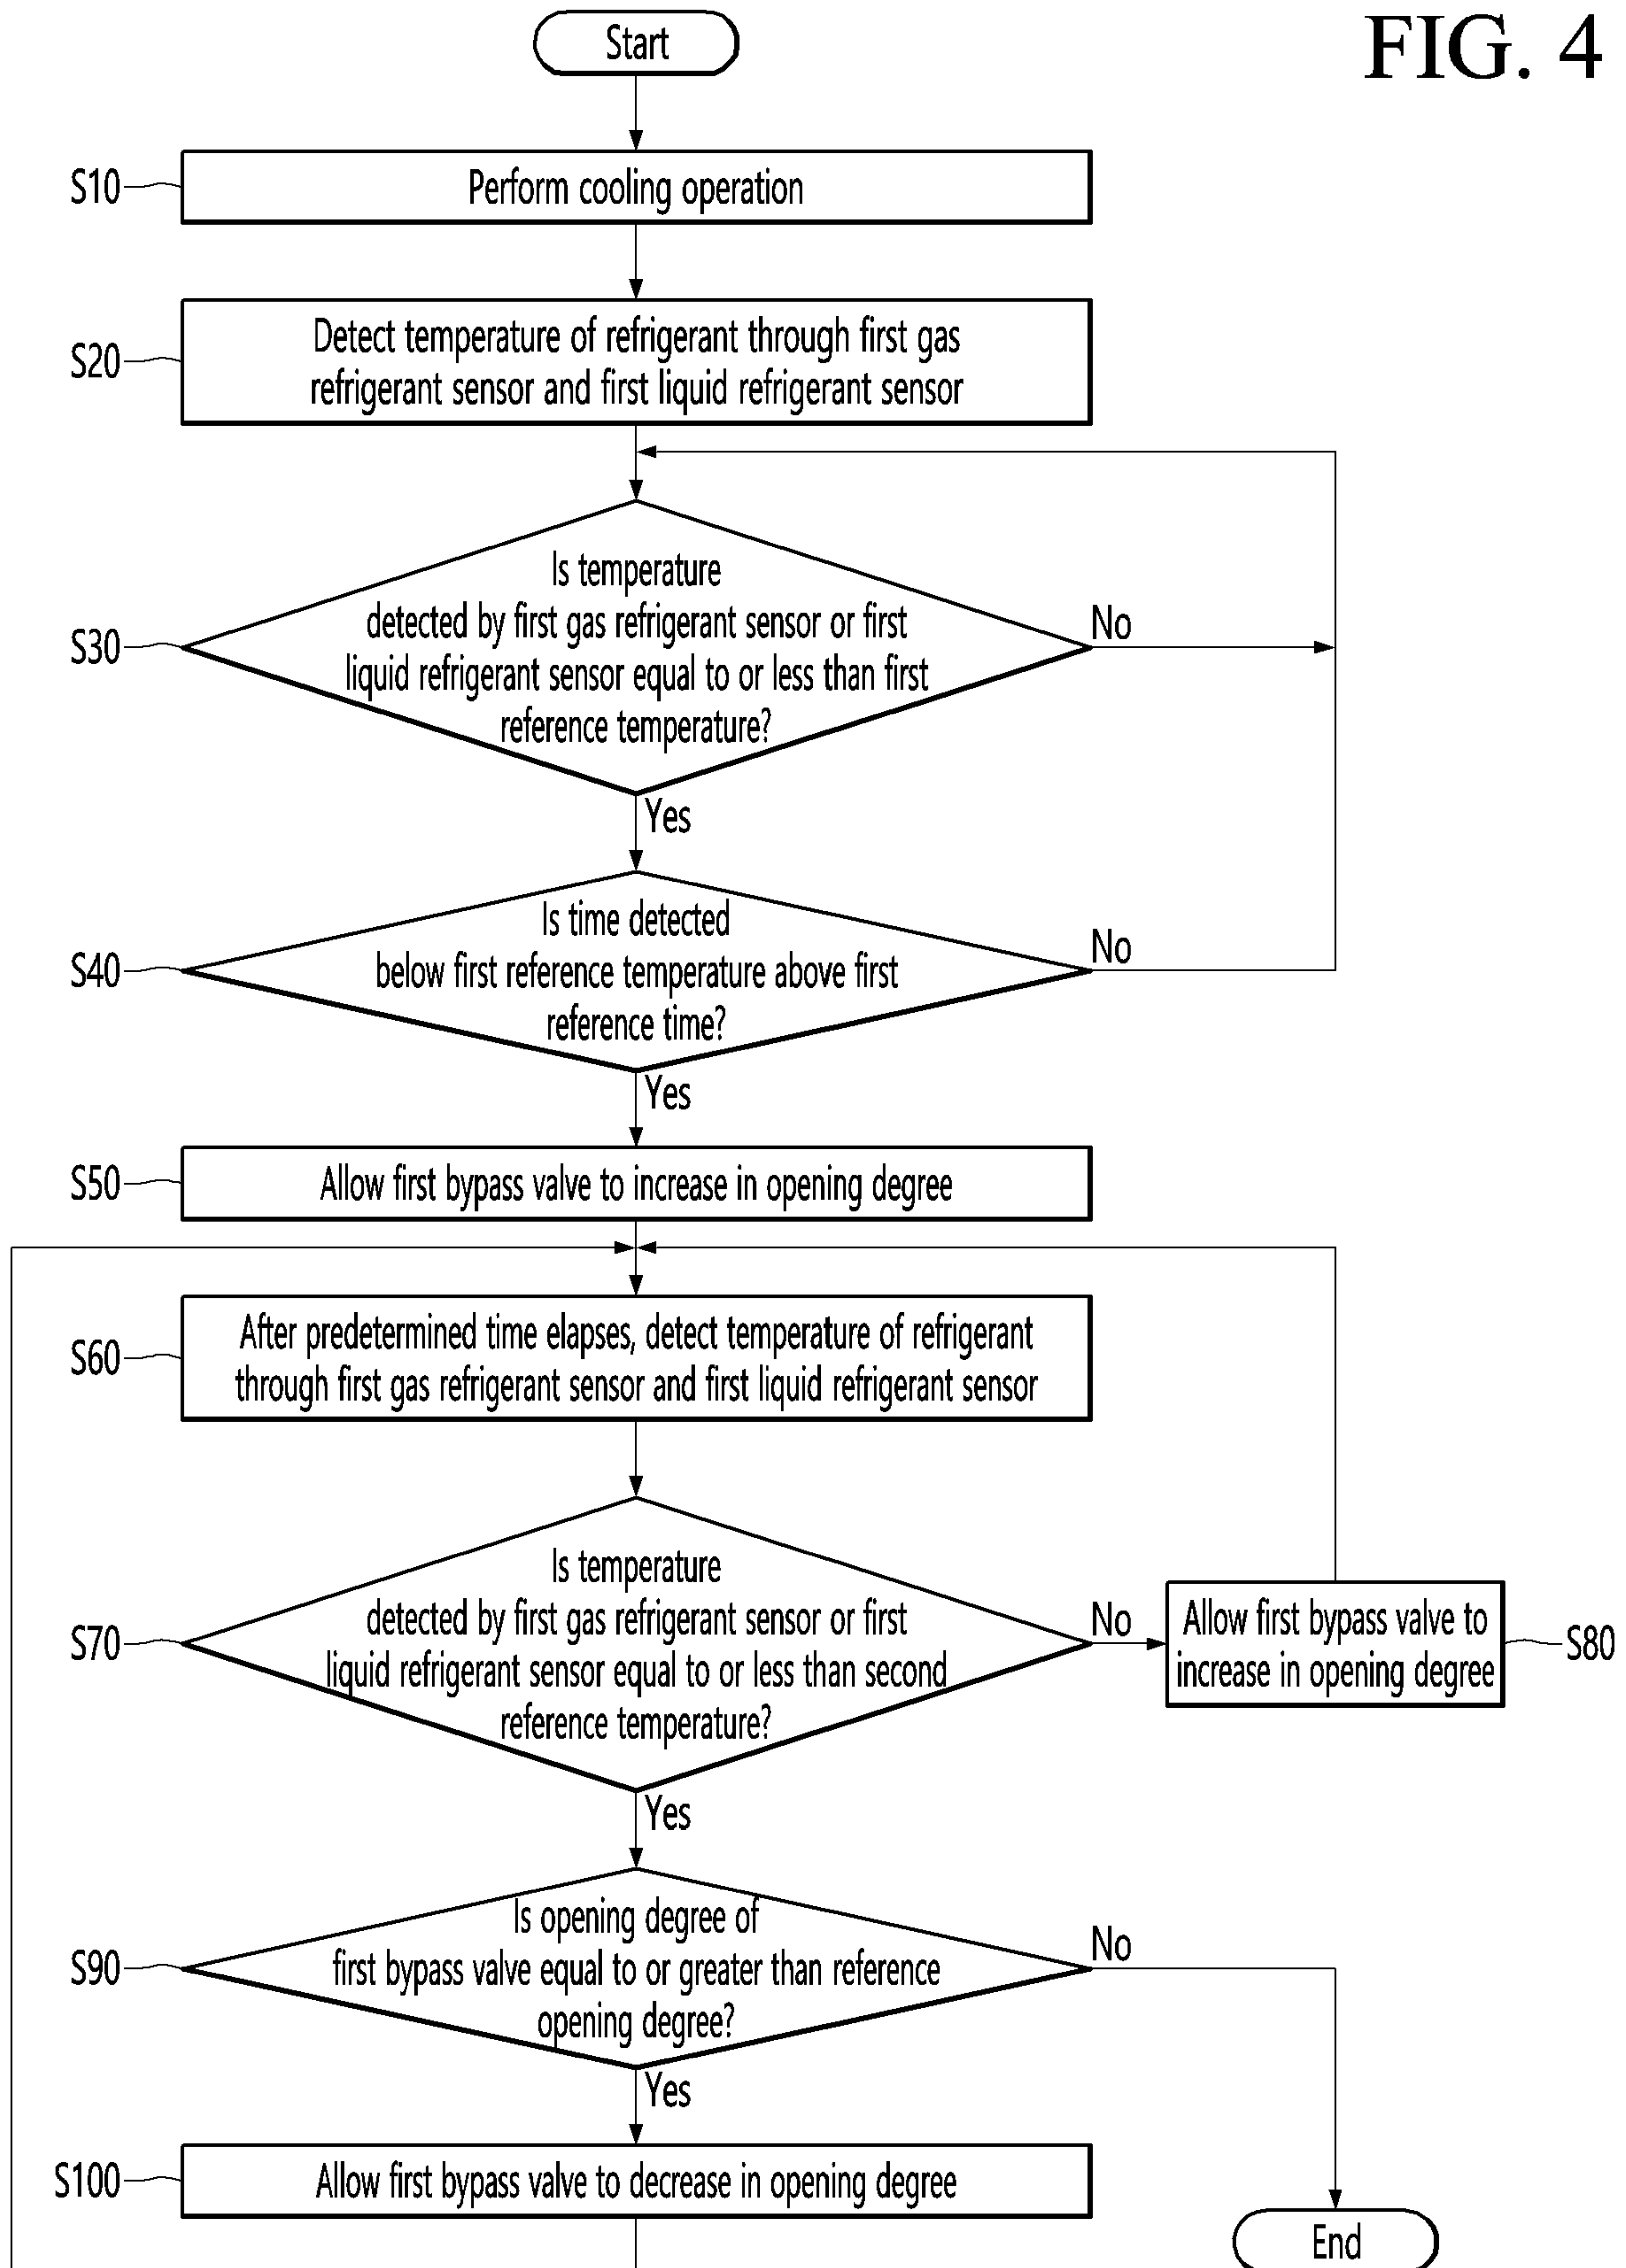 FIG. 4
Start
S10
Perform cooling operation
S20
Detect temperature of refrigerant through first gas
refrigerant sensor and first liquid refrigerant sensor
S30
Is temperature
detected by first gas refrigerant sensor or first
liquid refrigerant sensor equal to or less than first
reference temperature?
No
Yes
S40
Is time detected
below first reference temperature above first
reference time?
No
Yes
S50
Allow first bypass valve to increase in opening degree
S60
After predetermined time elapses, detect temperature of refrigerant
through first gas refrigerant sensor and first liquid refrigerant sensor
S70
Is temperature
detected by first gas refrigerant sensor or first
liquid refrigerant sensor equal to or less than second
reference temperature?
No
Allow first bypass valve to
increase in opening degree
S80
Yes
S90
Is opening degree of
first bypass valve equal to or greater than reference
opening degree?
No
Yes
S100
Allow first bypass valve to decrease in opening degree
End